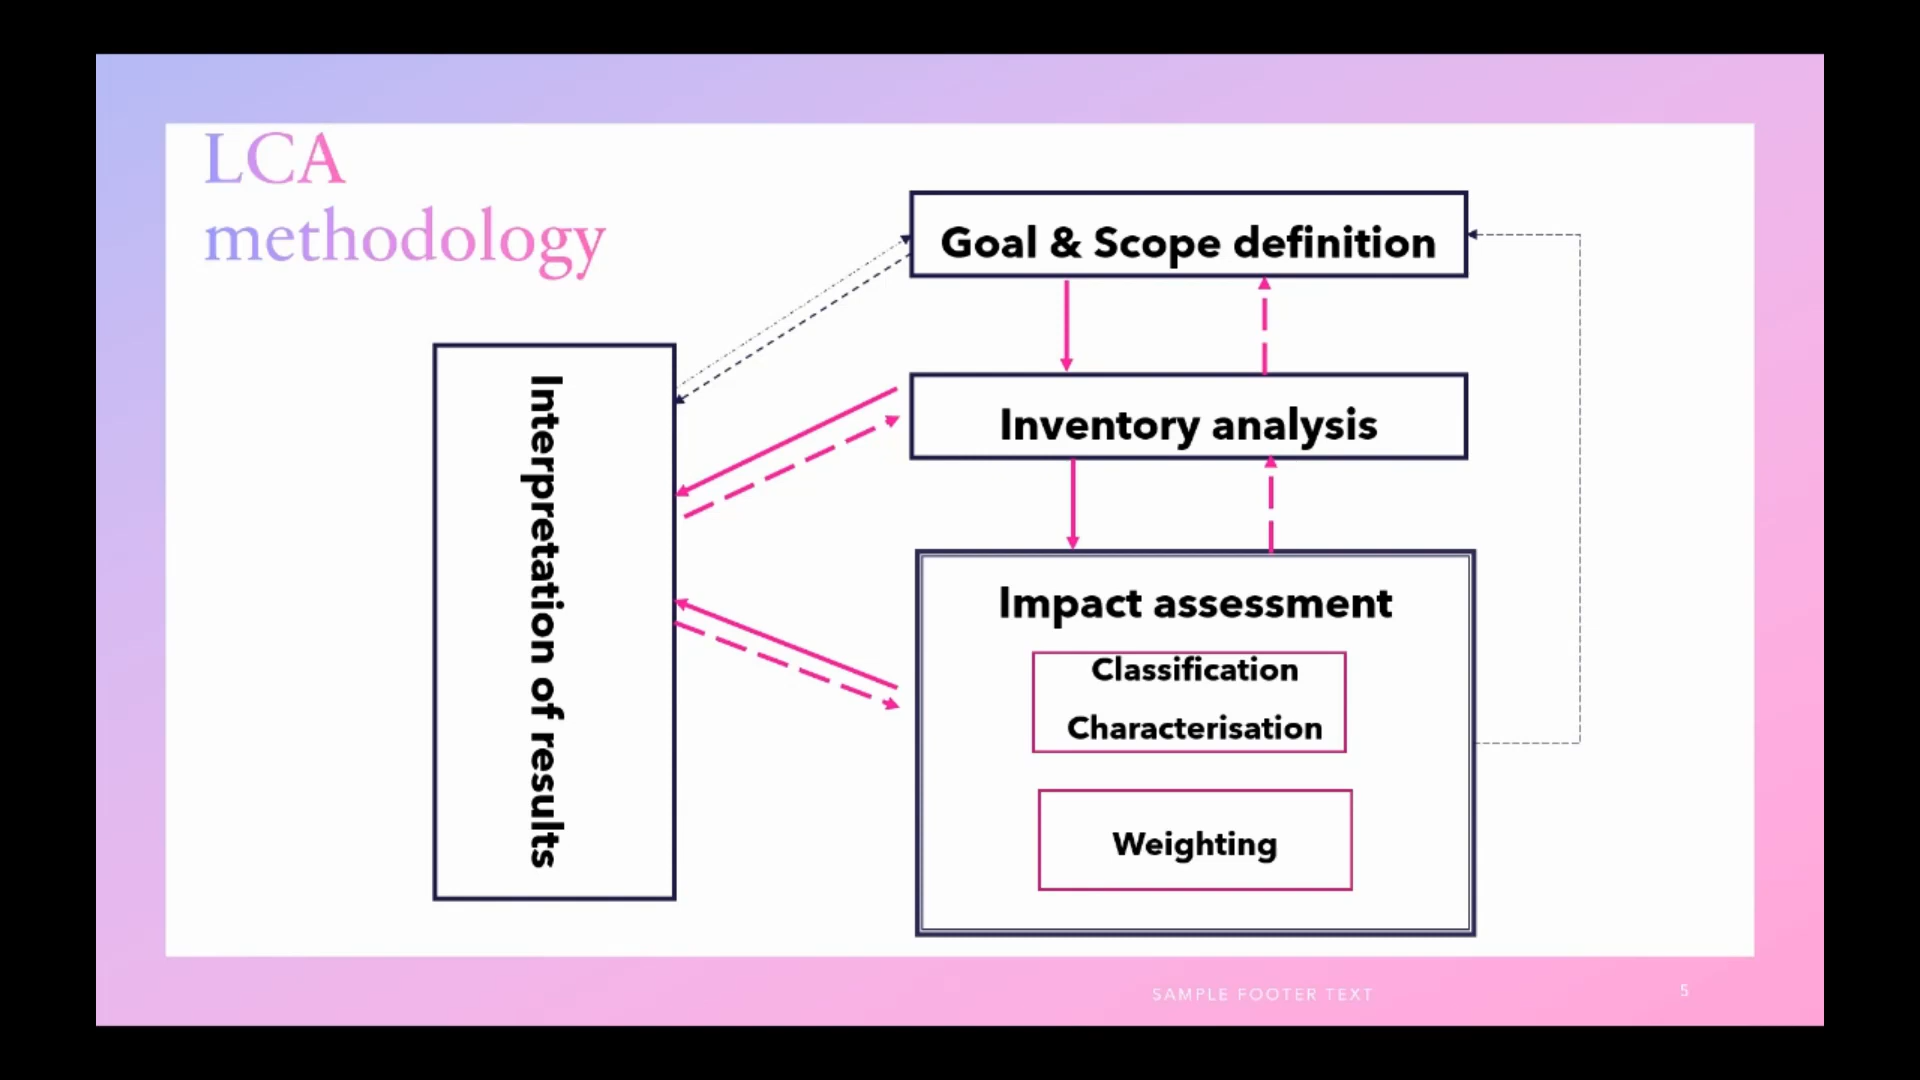 LCA
methodology
Goal & Scope definition
Inventory analysis
Interpretation of results
Impact assessment
Classification
Characterisation
Weighting
SAMPLE FOOTER TEXT
5